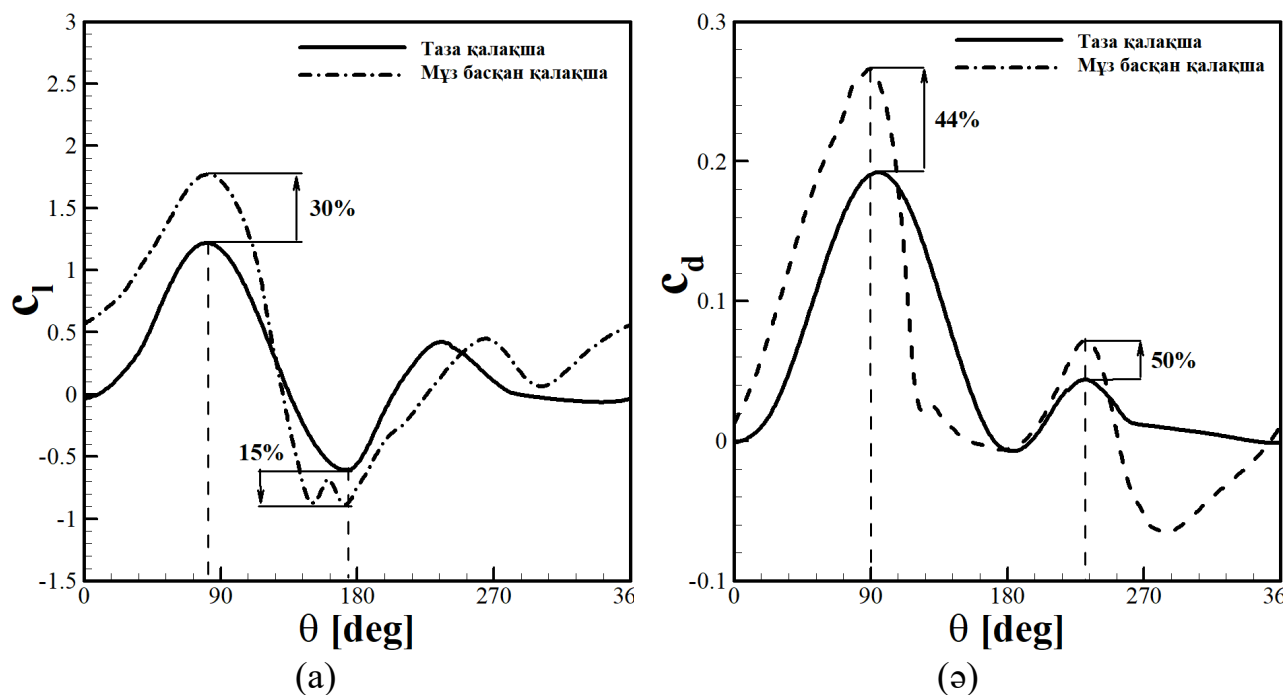 3
2.5
2
1.5
1
0.5
0
-0.5
-1
-1.5
c_l
Таза қалақша
Мұз басқан қалақша
30%
15%
0
90
180
270
36
θ [deg]
(а)
0.3
0.2
0.1
0
-0.1
c_d
Таза қалақша
Мұз басқан қалақша
44%
50%
0
90
180
270
36
θ [deg]
(ә)